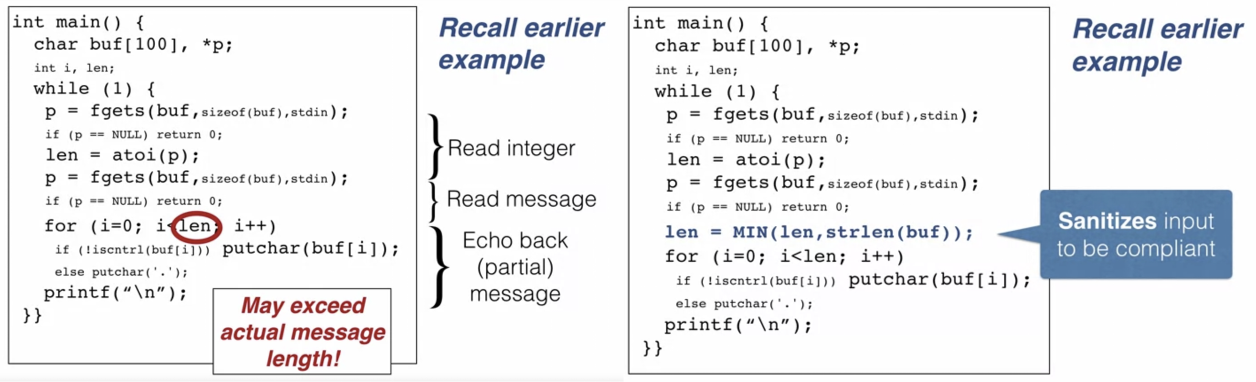 int main() {
char buf[100], *p;
int i, len;
while (1) {
p = fgets(buf,sizeof(buf),stdin);
if (p == NULL) return 0;
len = atoi(p);
p = fgets(buf,sizeof(buf),stdin);
if (p == NULL) return 0;
for (i=0; i<len; i++)
if (!iscntrl(buf[i])) putchar(buf[i]);
else putchar('.');
printf(“\n”);
}}
May exceed
actual message
length!
Recall earlier
example
Read integer
Read message
Echo back
(partial)
message
int main() {
char buf[100], *p;
int i, len;
while (1) {
p = fgets(buf,sizeof(buf),stdin);
if (p == NULL) return 0;
len = atoi(p);
p = fgets(buf,sizeof(buf),stdin);
if (p == NULL) return 0;
len = MIN(len,strlen(buf));
for (i=0; i<len; i++)
if (!iscntrl(buf[i])) putchar(buf[i]);
else putchar('.');
printf(“\n”);
}}
Recall earlier
example
Sanitizes input
to be compliant